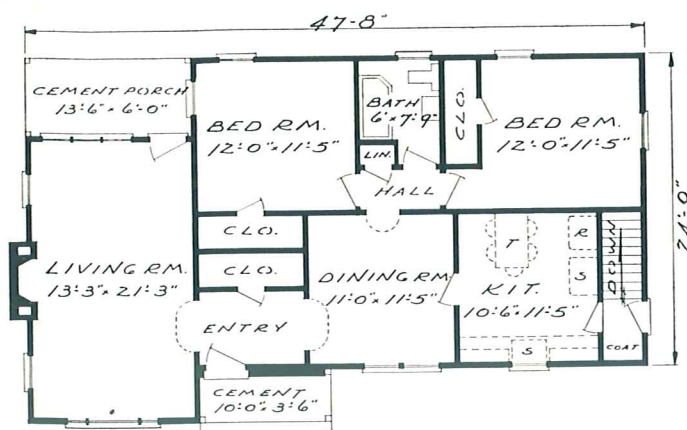 47-8"
CEMENT PORCH
13'-6" x 6'-0"
BED RM.
12'-0" x 11'-5"
BATH
6' x 7'-9"
CLO.
BED RM.
12'-0" x 11'-5"
LIN.
HALL
24'-0"
CLO.
CLO.
LIVING RM.
13'-3" x 21'-3"
ENTRY
DINING RM
11'-0" x 11'-5"
T
R
S
KIT.
10'-6" x 11'-5"
DOWN
S
COAT
CEMENT
10'-0" x 3'-6"